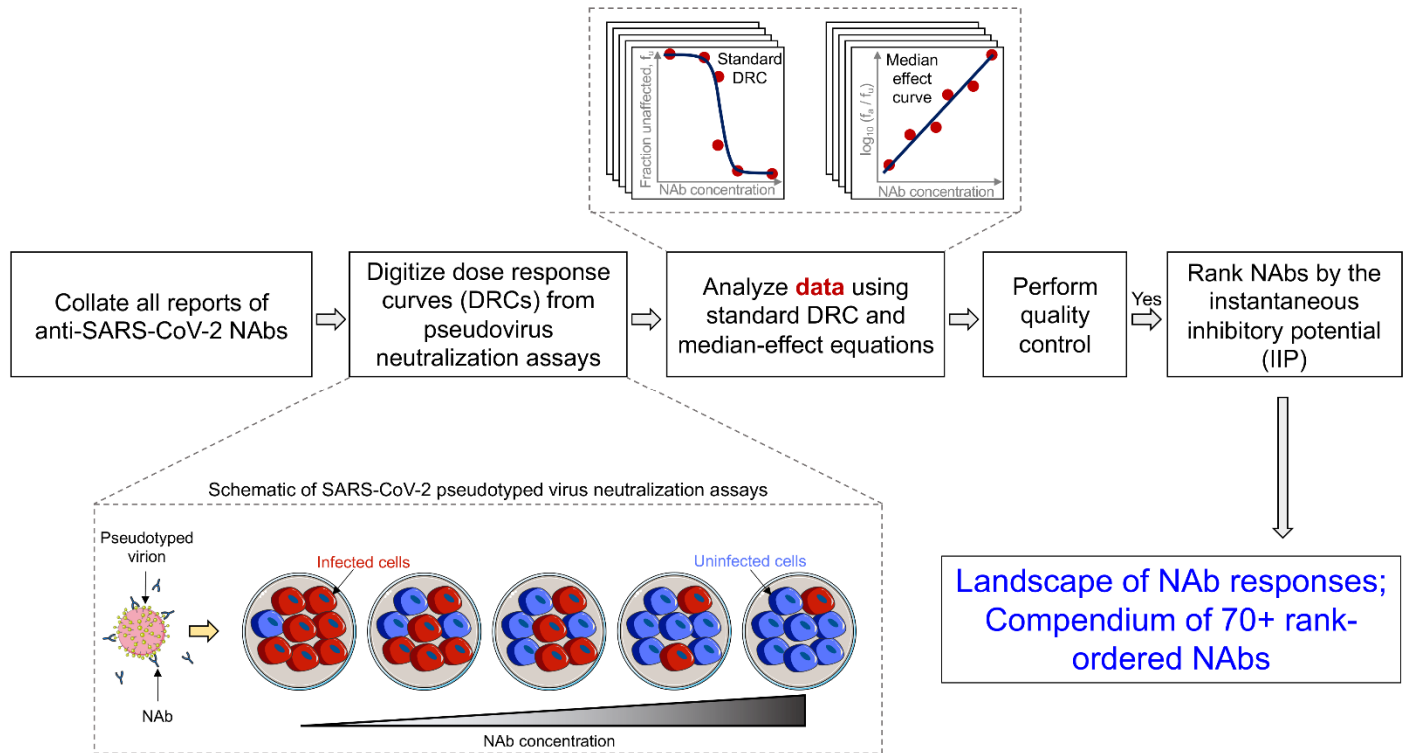 Fraction unaffected, fᵤ
Standard
DRC
NAb concentration
log₁₀ (fₐ / fᵤ)
Median
effect
curve
NAb concentration
Collate all reports of
anti-SARS-CoV-2 NAbs
Digitize dose response
curves (DRCs) from
pseudovirus
neutralization assays
Analyze data using
standard DRC and
median-effect equations
Perform
quality
control
Yes
Rank NAbs by the
instantaneous
inhibitory potential
(IIP)
Schematic of SARS-CoV-2 pseudotyped virus neutralization assays
Pseudotyped
virion
NAb
Infected cells
Uninfected cells
NAb concentration
Landscape of NAb responses;
Compendium of 70+ rank-
ordered NAbs